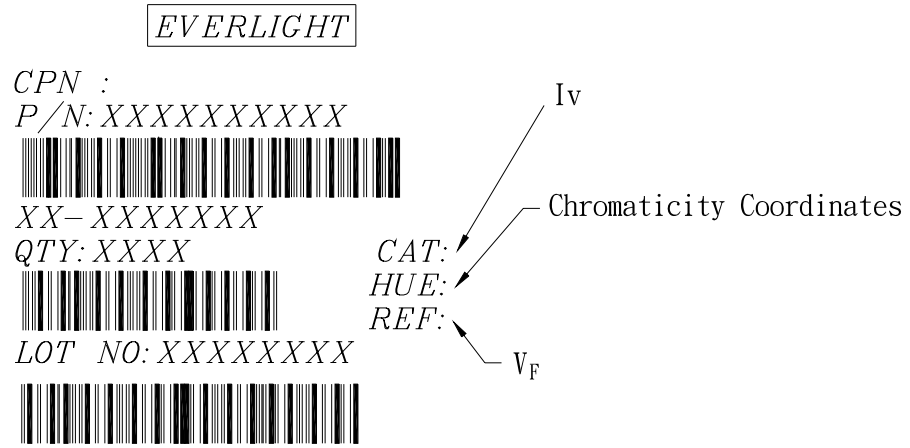 EVERLIGHT
CPN :
P/N: XXXXXXXXXX
XX-XXXXXXX
QTY: XXXX
LOT NO: XXXXXXXX
CAT:
HUE:
REF:
Iv
Chromaticity Coordinates
VF